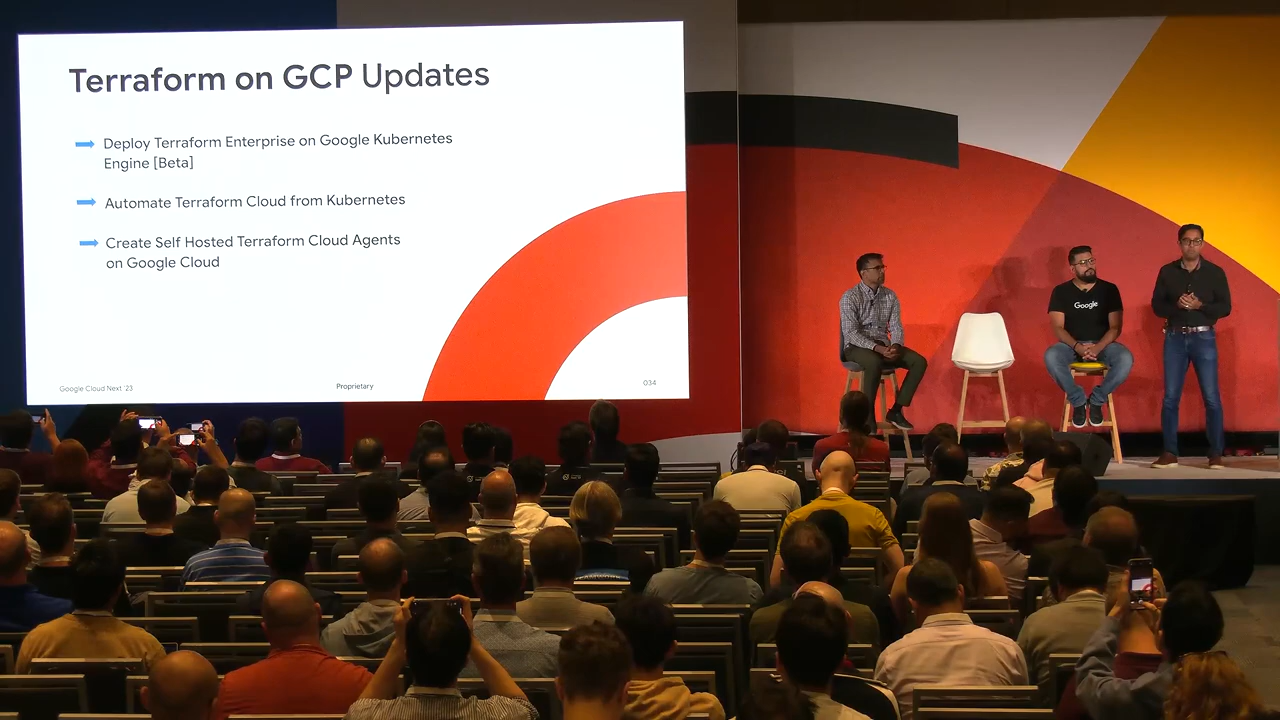 Terraform on GCP Updates
Deploy Terraform Enterprise on Google Kubernetes
Engine [Beta]
Automate Terraform Cloud from Kubernetes
Create Self Hosted Terraform Cloud Agents
on Google Cloud
Google Cloud Next '23
Proprietary
034
Google